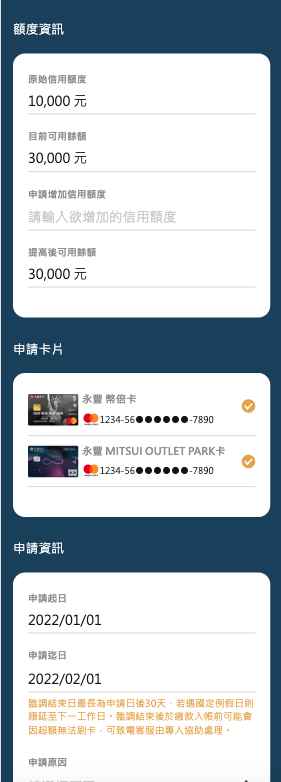 額度資訊
原始信用額度
10,000 元
目前可用餘額
30,000 元
申請增加信用額度
請輸入欲增加的信用額度
提高後可用餘額
30,000 元
申請卡片
永豐 幣倍卡
1234-56●●●●●●-7890
永豐 MITSUI OUTLET PARK卡
1234-56●●●●●●-7890
申請資訊
申請起日
2022/01/01
申請迄日
2022/02/01
臨調結束日最長為申請日後30天，若遇國定例假日則
順延至下一工作日。臨調結束後於繳款入帳前可能會
因超額無法刷卡，可致電客服由專人協助處理。
申請原因